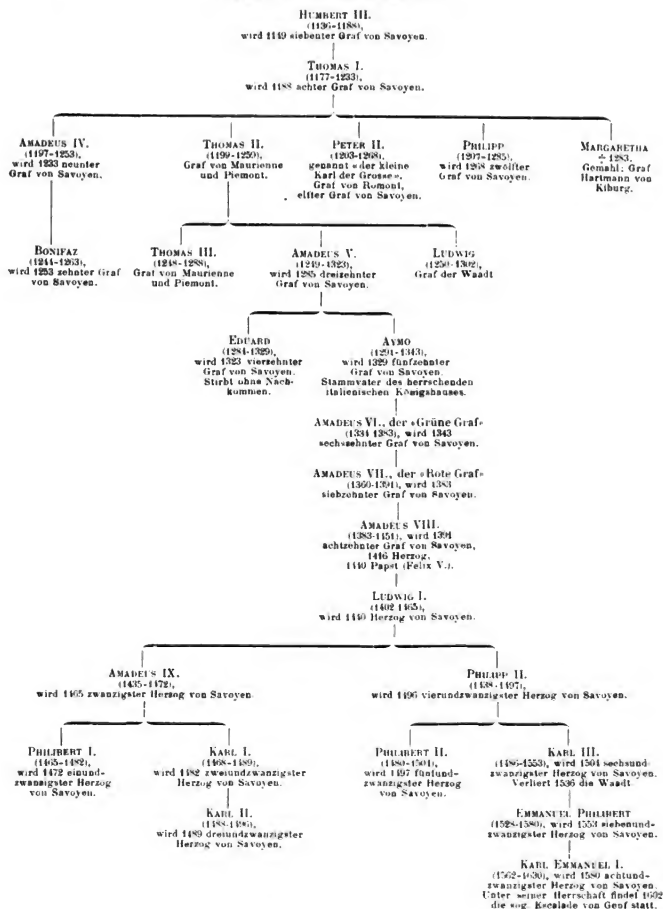 HUMBERT III.
(1136-1188),
wird 1149 siebenter Graf von Savoyen.
THOMAS I.
(1177-1233),
wird 1188 achter Graf von Savoyen.
AMADEUS IV.
(1197-1253),
wird 1233 neunter
Graf von Savoyen.
THOMAS II.
(1199-1259),
Graf von Maurienne
und Piemont.
PETER II.
(1203-1268),
genannt «der kleine
Karl der Grosse»,
Graf von Romont,
elfter Graf von Savoyen.
PHILIPP
(1207-1285),
wird 1268 zwölfter
Graf von Savoyen.
MARGARETHA
÷ 1283.
Gemahl: Graf
Hartmann von
Kiburg.
BONIFAZ
(1244-1263),
wird 1253 zehnter Graf
von Savoyen.
THOMAS III.
(1248-1288),
Graf von Maurienne
und Piemont.
AMADEUS V.
(1249-1323),
wird 1285 dreizehnter
Graf von Savoyen.
LUDWIG
(1250-1302),
Graf der Waadt
EDUARD
(1284-1329),
wird 1323 vierzehnter
Graf von Savoyen.
Stirbt ohne Nach-
kommen.
AYMO
(1291-1343),
wird 1329 fünfzehnter
Graf von Savoyen.
Stammvater des herrschenden
italienischen Königshauses.
AMADEUS VI., der «Grüne Graf»
(1334-1383), wird 1343
sechszehnter Graf von Savoyen.
AMADEUS VII., der «Rote Graf»
(1360-1391), wird 1383
siebzehnter Graf von Savoyen.
AMADEUS VIII.
(1383-1451), wird 1391
achtzehnter Graf von Savoyen,
1416 Herzog,
1440 Papst (Felix V.).
LUDWIG I.
(1402-1465),
wird 1440 Herzog von Savoyen.
AMADEUS IX.
(1435-1472),
wird 1465 zwanzigster Herzog von Savoyen
PHILIPP II.
(1438-1497),
wird 1496 vierundzwanzigster Herzog von Savoyen.
PHILIBERT I.
(1465-1482),
wird 1472 einund-
zwanzigster Herzog
von Savoyen.
KARL I.
(1468-1489),
wird 1482 zweiundzwanzigster
Herzog von Savoyen.
PHILIBERT II.
(1480-1504),
wird 1497 fünfund-
zwanzigster Herzog
von Savoyen
KARL III.
(1486-1553), wird 1504 sechsund-
zwanzigster Herzog von Savoyen.
Verliert 1536 die Waadt
KARL II.
(1488-1496),
wird 1489 dreiundzwanzigster
Herzog von Savoyen.
EMMANUEL PHILIBERT
(1528-1580), wird 1553 siebenund-
zwanzigster Herzog von Savoyen.
KARL EMMANUEL I.
(1562-1630), wird 1580 achtund-
zwanzigster Herzog von Savoyen.
Unter seiner Herrschaft findet 1602
die sog. Escalade von Genf statt.